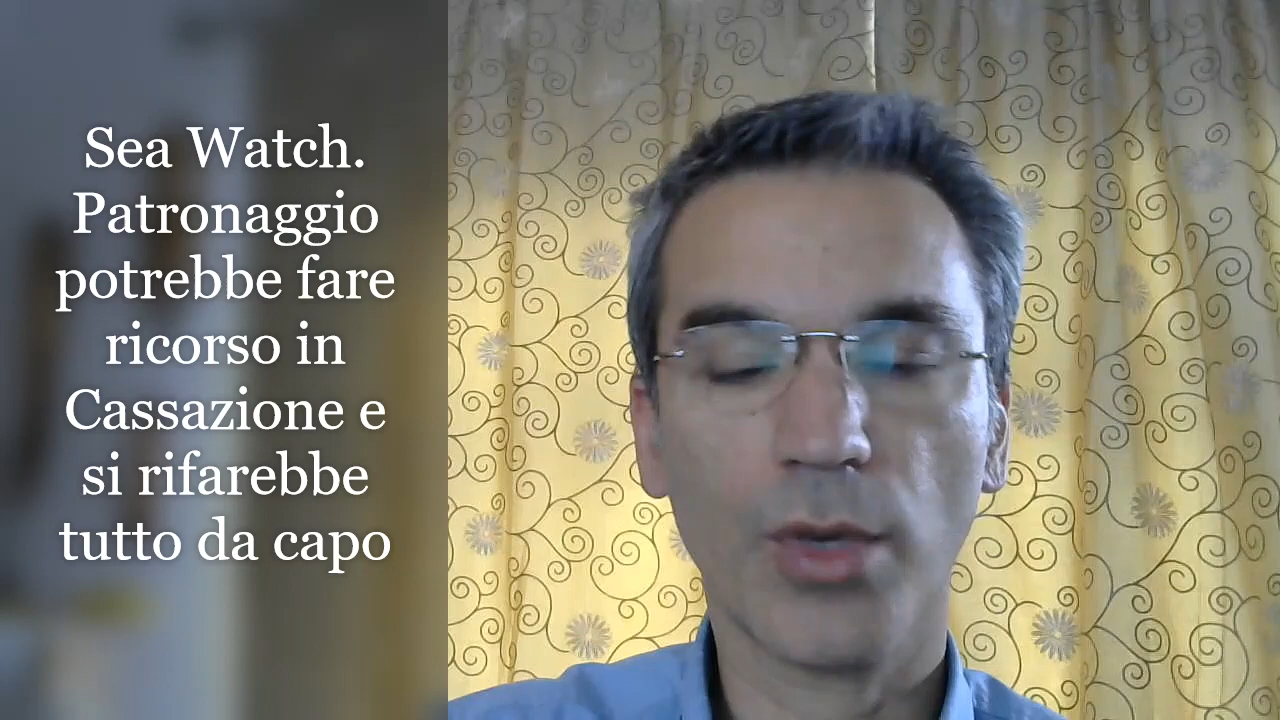 Sea Watch.
Patronaggio
potrebbe fare
ricorso in
Cassazione e
si rifarebbe
tutto da capo